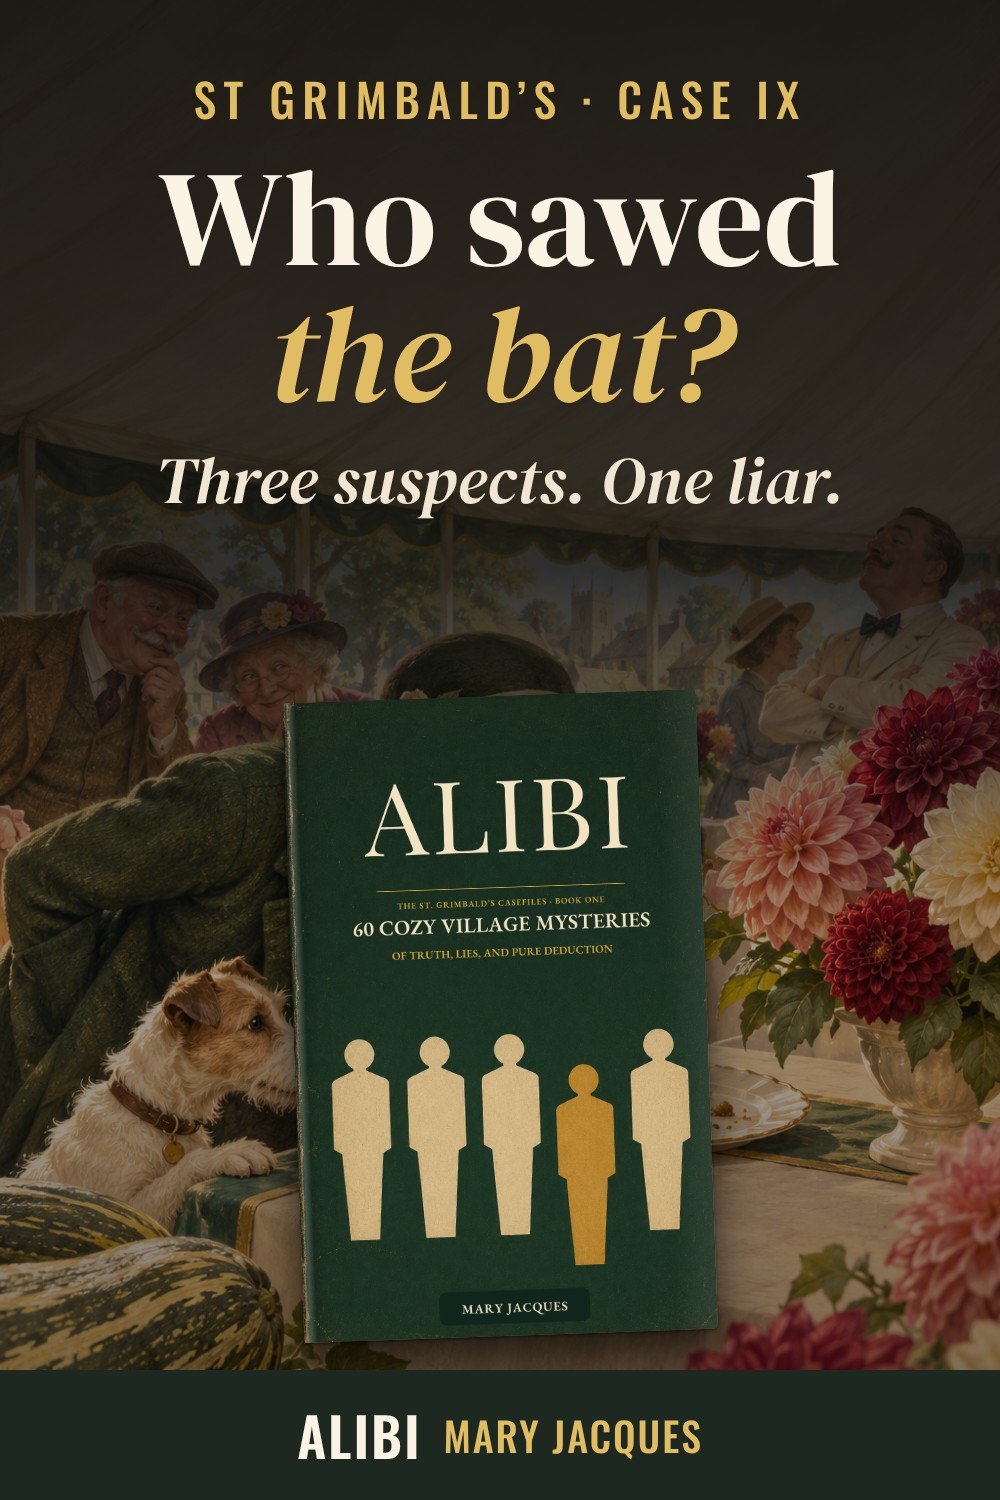 ST GRIMBALD’S · CASE IX
Who sawed
the bat?
Three suspects. One liar.
ALIBI
THE ST. GRIMBALD'S CASEFILES · BOOK ONE
60 COZY VILLAGE MYSTERIES
OF TRUTH, LIES, AND PURE DEDUCTION
MARY JACQUES
ALIBI MARY JACQUES